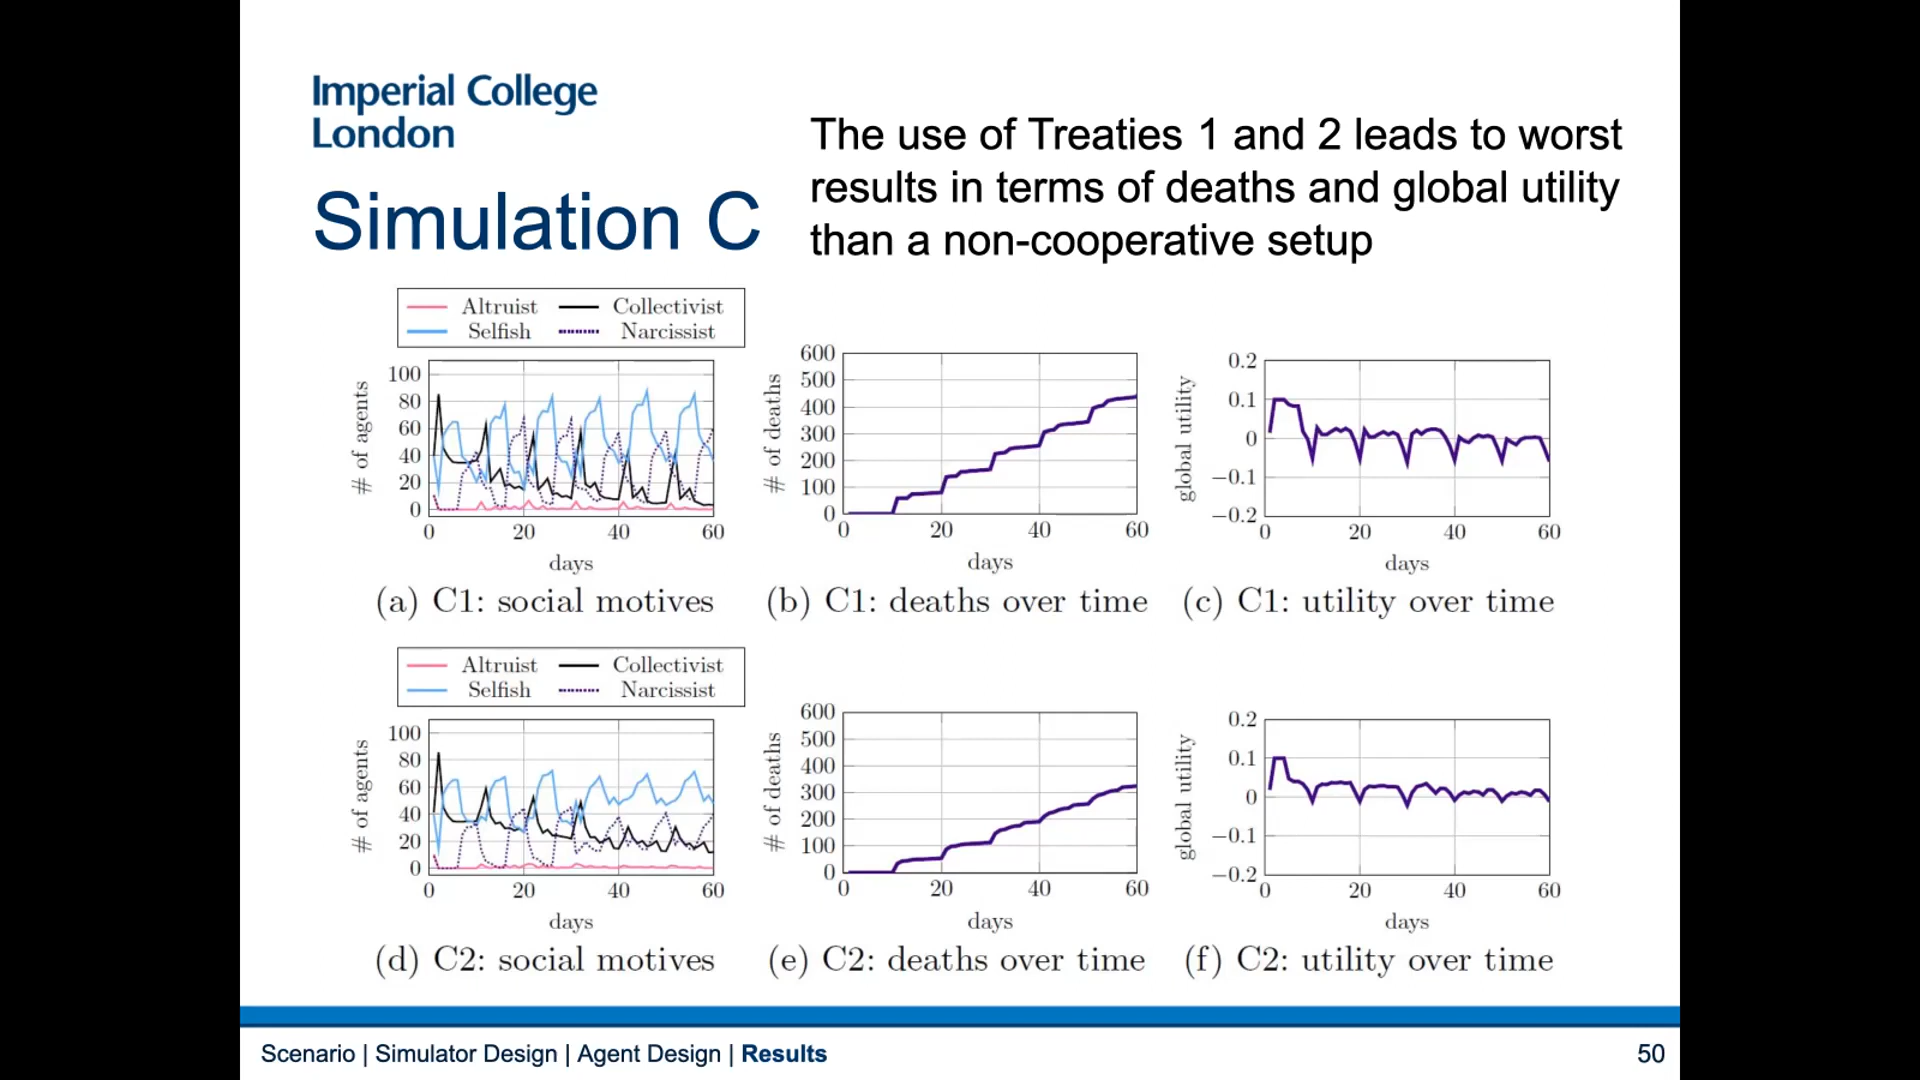 Imperial College
London
Simulation C
The use of Treaties 1 and 2 leads to worst
results in terms of deaths and global utility
than a non-cooperative setup
Altruist Collectivist
Selfish Narcissist
# of agents
100
80
60
40
20
0
0 20 40 60
days
(a) C1: social motives
# of deaths
600
500
400
300
200
100
0
0 20 40 60
days
(b) C1: deaths over time
global utility
0.2
0.1
0
−0.1
−0.2
0 20 40 60
days
(c) C1: utility over time
Altruist Collectivist
Selfish Narcissist
# of agents
100
80
60
40
20
0
0 20 40 60
days
(d) C2: social motives
# of deaths
600
500
400
300
200
100
0
0 20 40 60
days
(e) C2: deaths over time
global utility
0.2
0.1
0
−0.1
−0.2
0 20 40 60
days
(f) C2: utility over time
Scenario | Simulator Design | Agent Design | Results
50